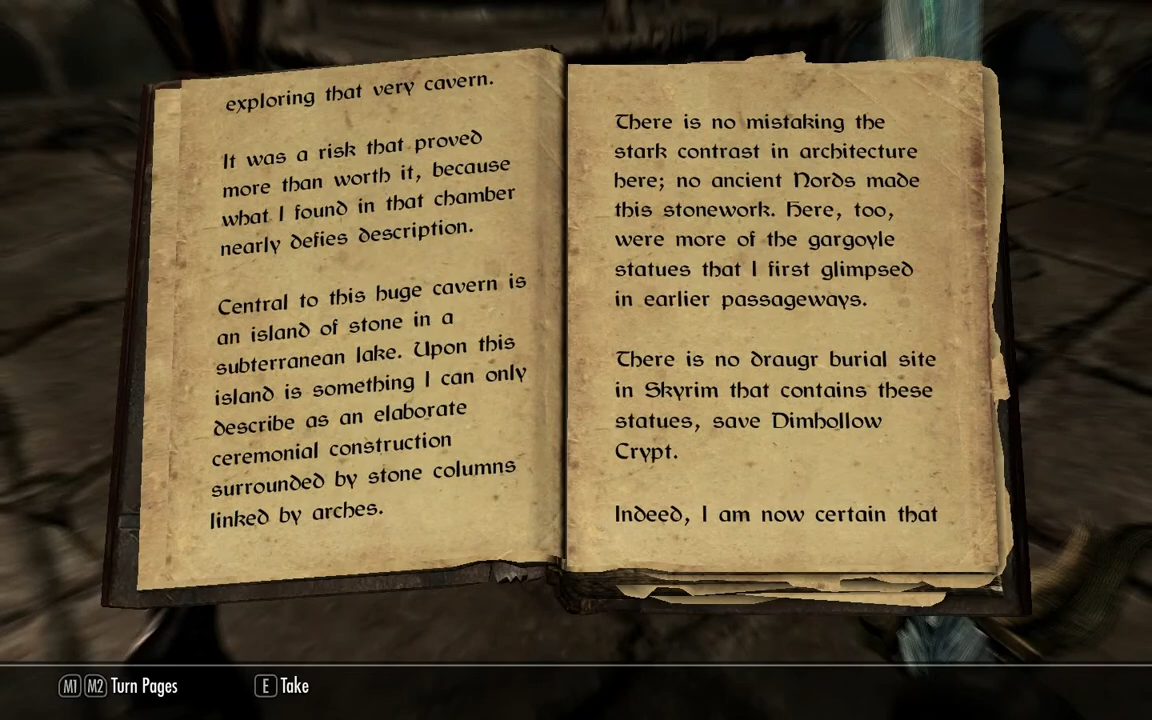 exploring that very cavern.
It was a risk that proved
more than worth it, because
what I found in that chamber
nearly defies description.
Central to this huge cavern is
an island of stone in a
subterranean lake. Upon this
island is something I can only
describe as an elaborate
ceremonial construction
surrounded by stone columns
linked by arches.
There is no mistaking the
stark contrast in architecture
here; no ancient Nords made
this stonework. Here, too,
were more of the gargoyle
statues that I first glimpsed
in earlier passageways.
There is no draugr burial site
in Skyrim that contains these
statues, save Dimhollow
Crypt.
Indeed, I am now certain that
M1 M2 Turn Pages E Take